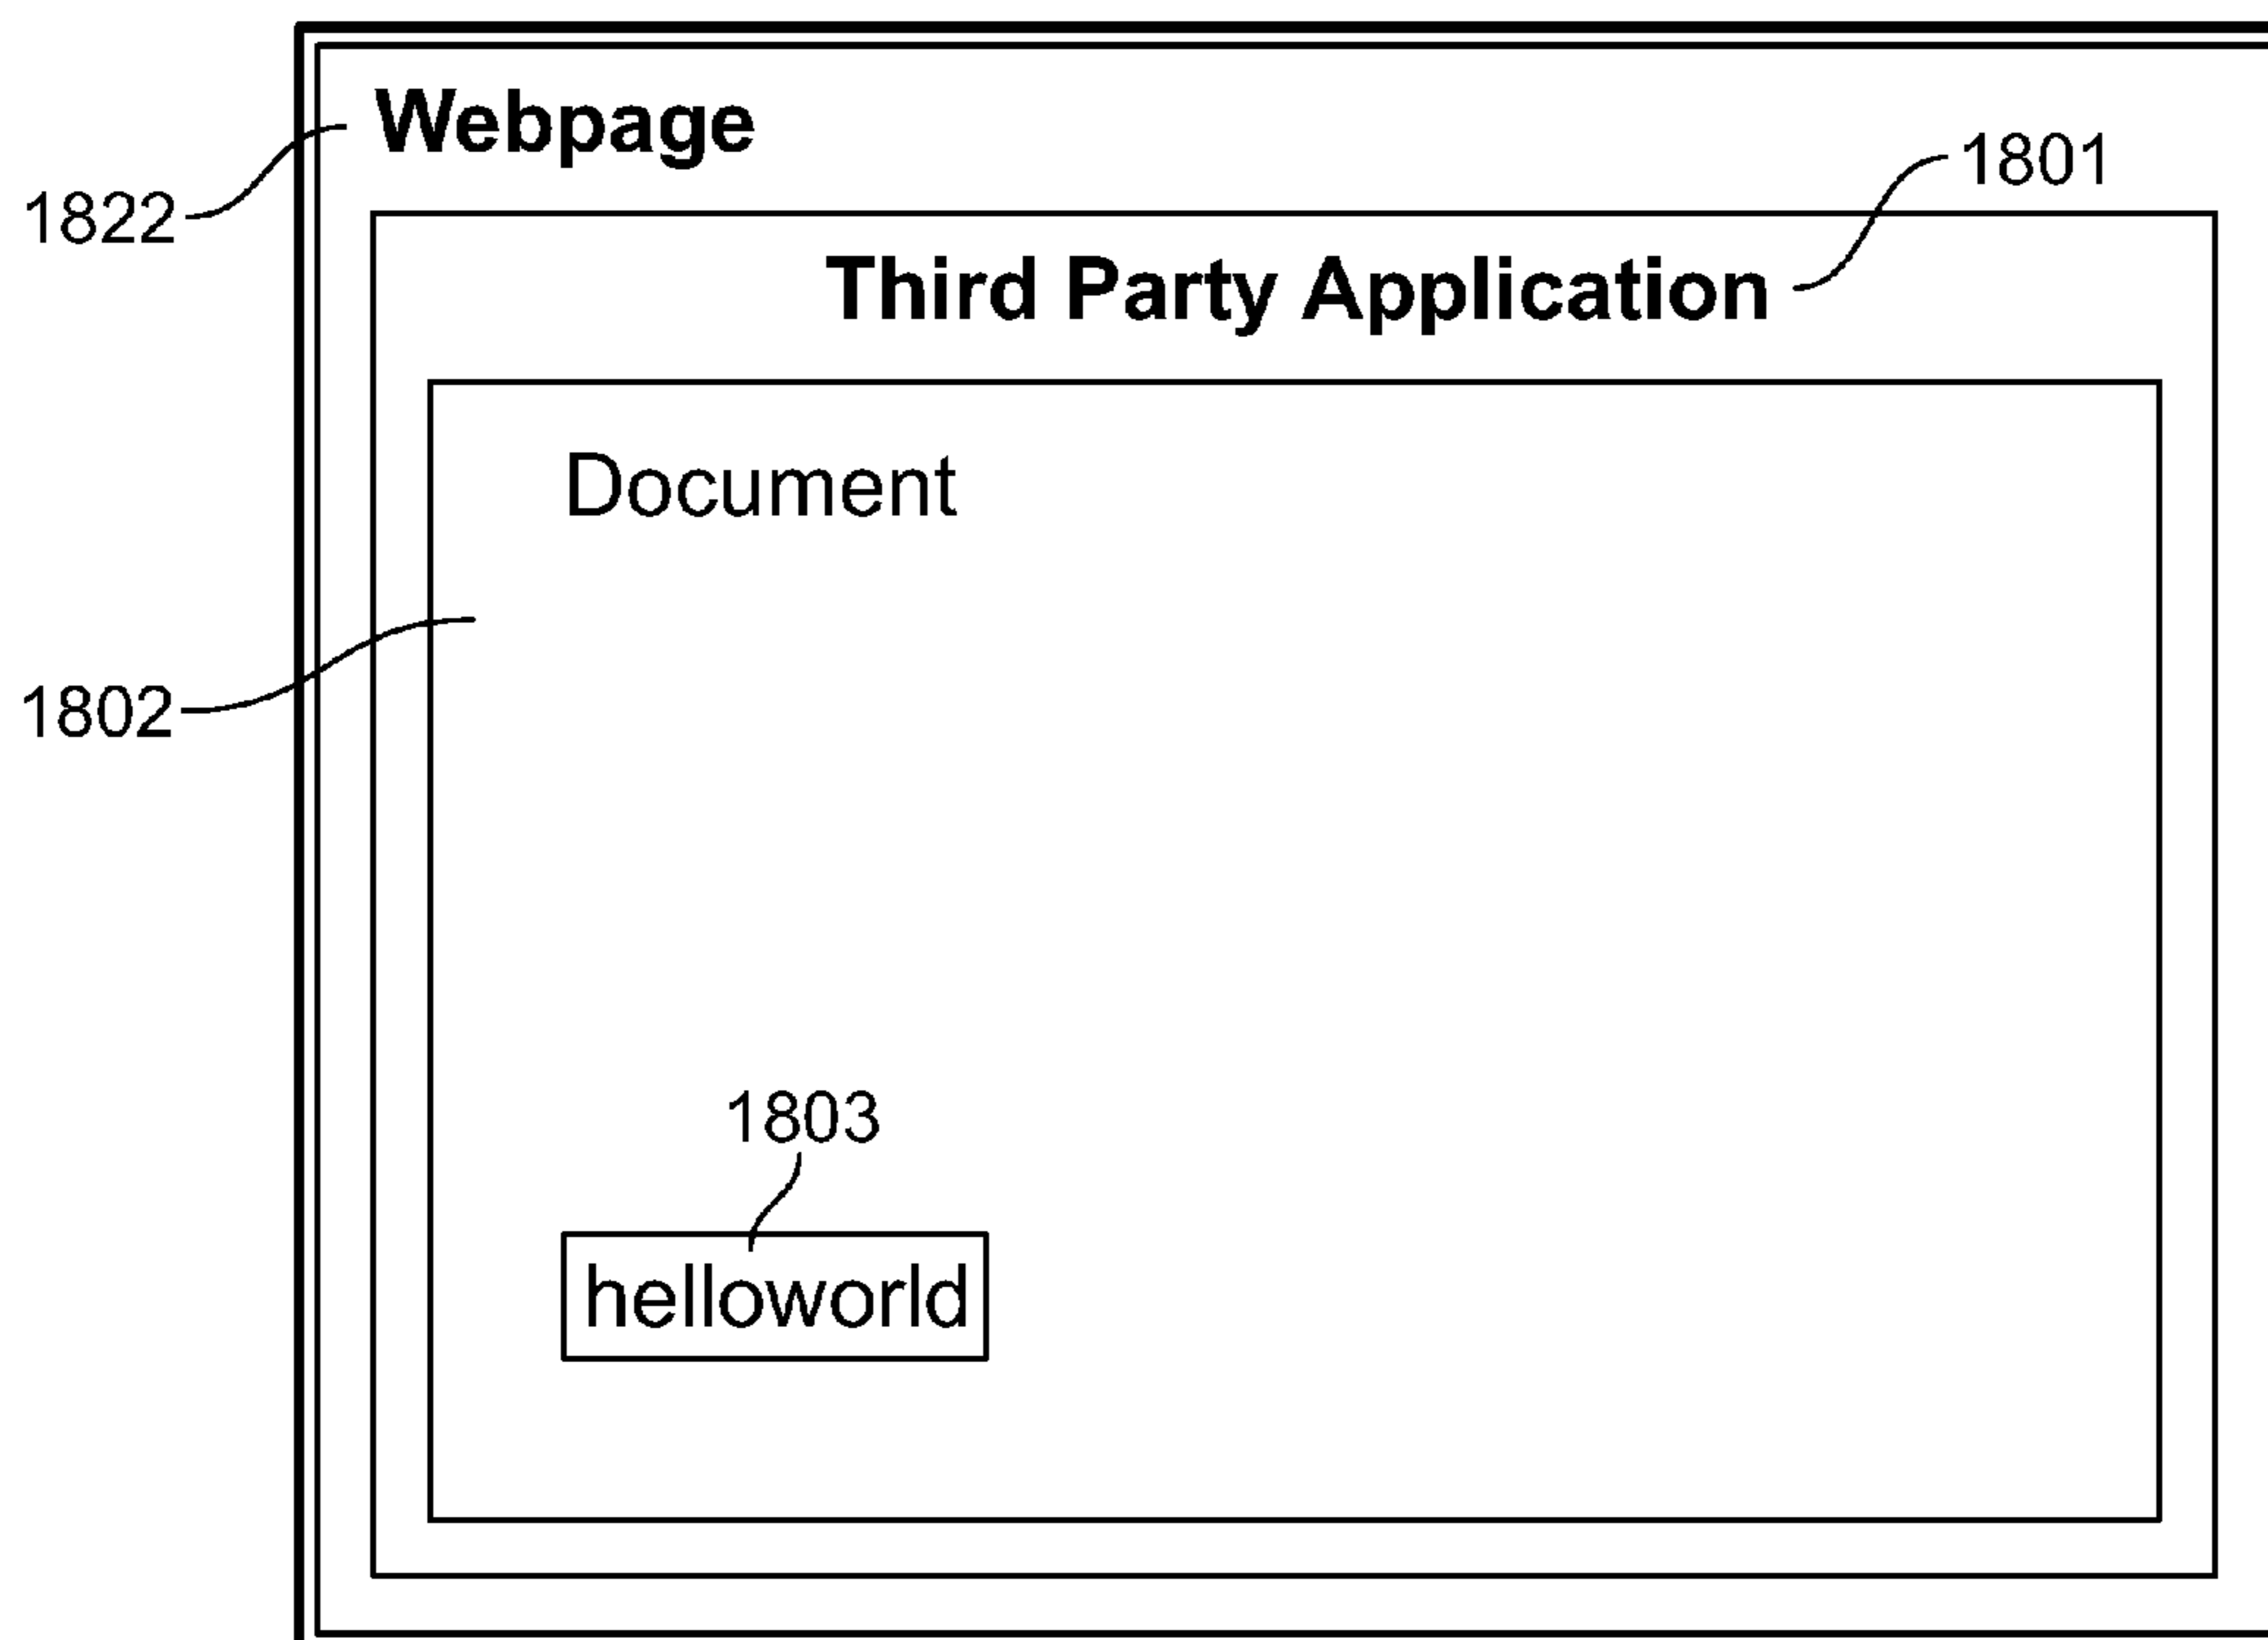 Webpage
1801
1822
Third Party Application
Document
1802
1803
helloworld